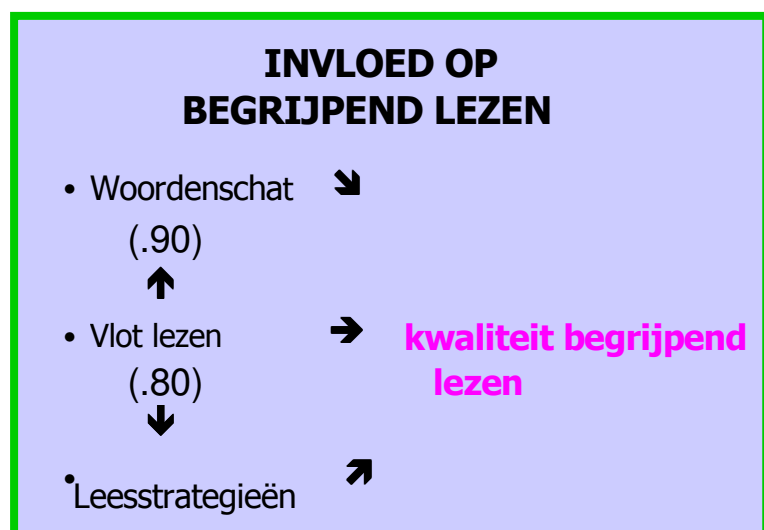 INVLOED OP
BEGRIJPEND LEZEN
• Woordenschat ➘
(.90)
↑
• Vlot lezen ➔ kwaliteit begrijpend
lezen
(.80)
↓
• Leesstrategieën ➚